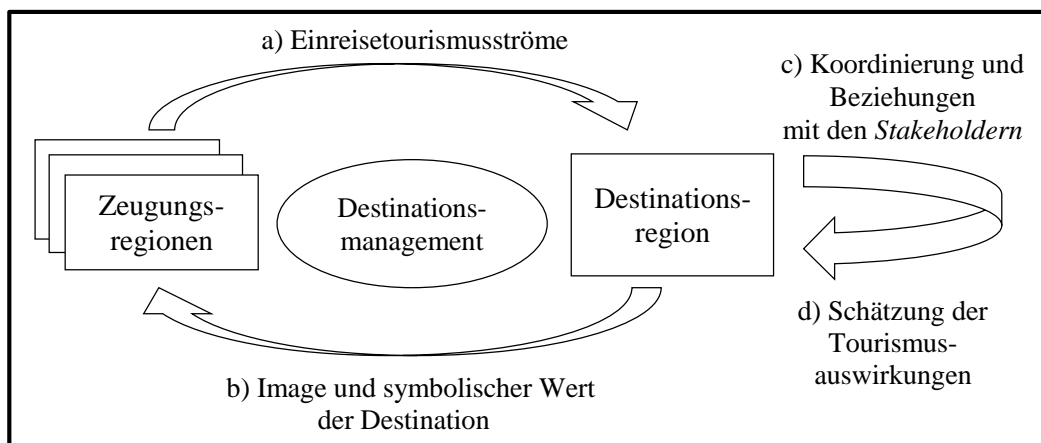 a) Einreisetourismusströme
c) Koordinierung und
Beziehungen
mit den Stakeholdern
Zeugungs-
regionen
Destinations-
management
Destinations-
region
d) Schätzung der
Tourismus-
auswirkungen
b) Image und symbolischer Wert
der Destination